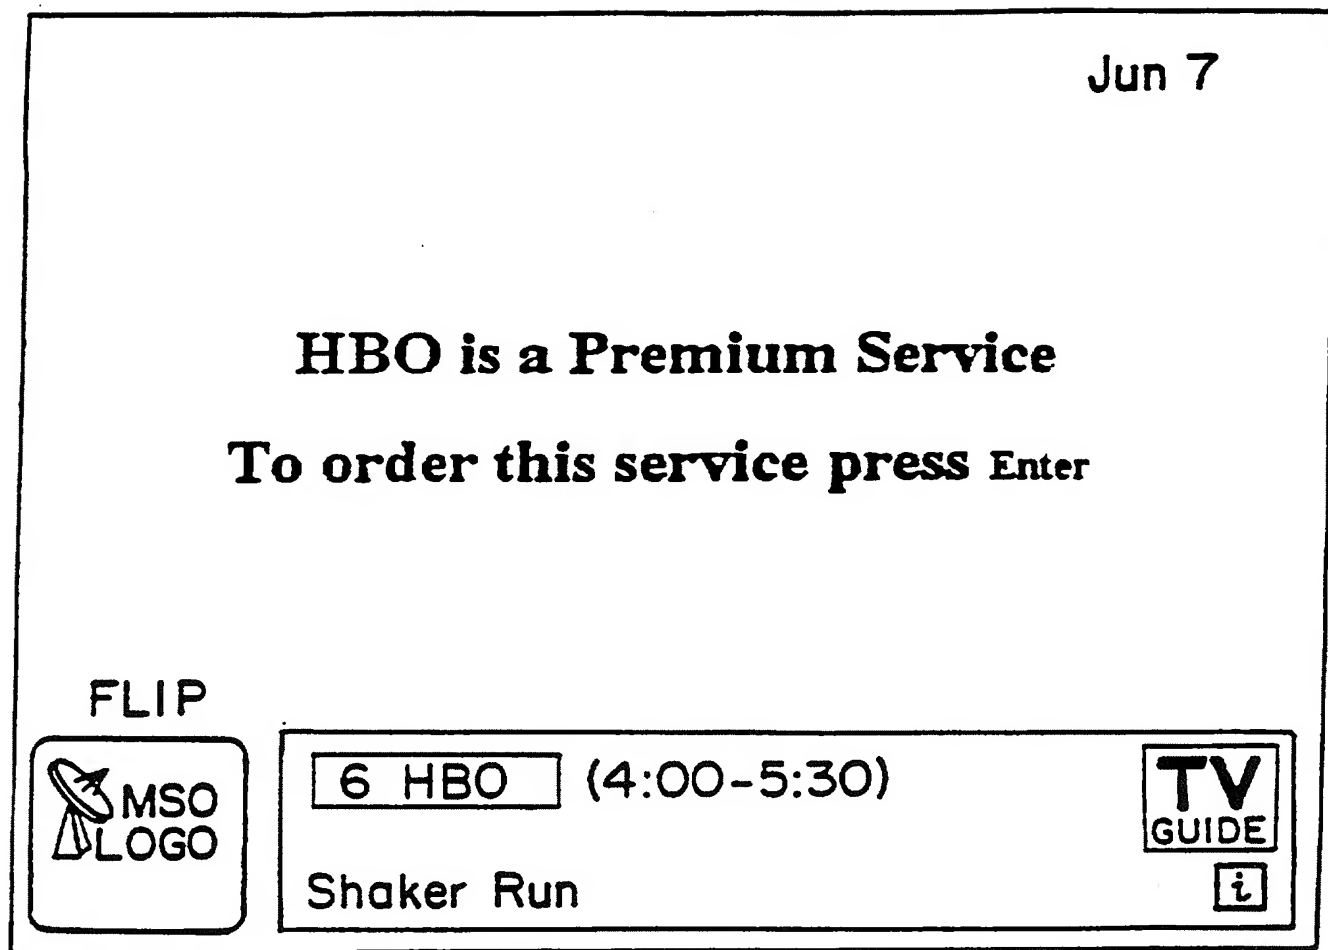 Jun 7
HBO is a Premium Service
To order this service press Enter
FLIP
MSO
LOGO
6 HBO (4:00-5:30)
TV
GUIDE
Shaker Run
i